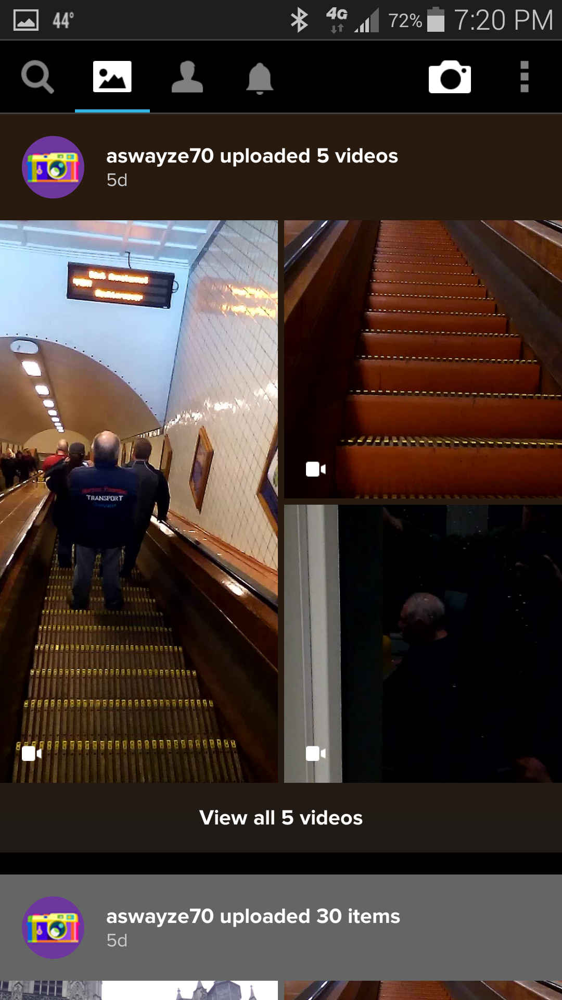 44°
4G
72%
7:20 PM
aswayze70 uploaded 5 videos
5d
TRANSPORT
View all 5 videos
aswayze70 uploaded 30 items
5d